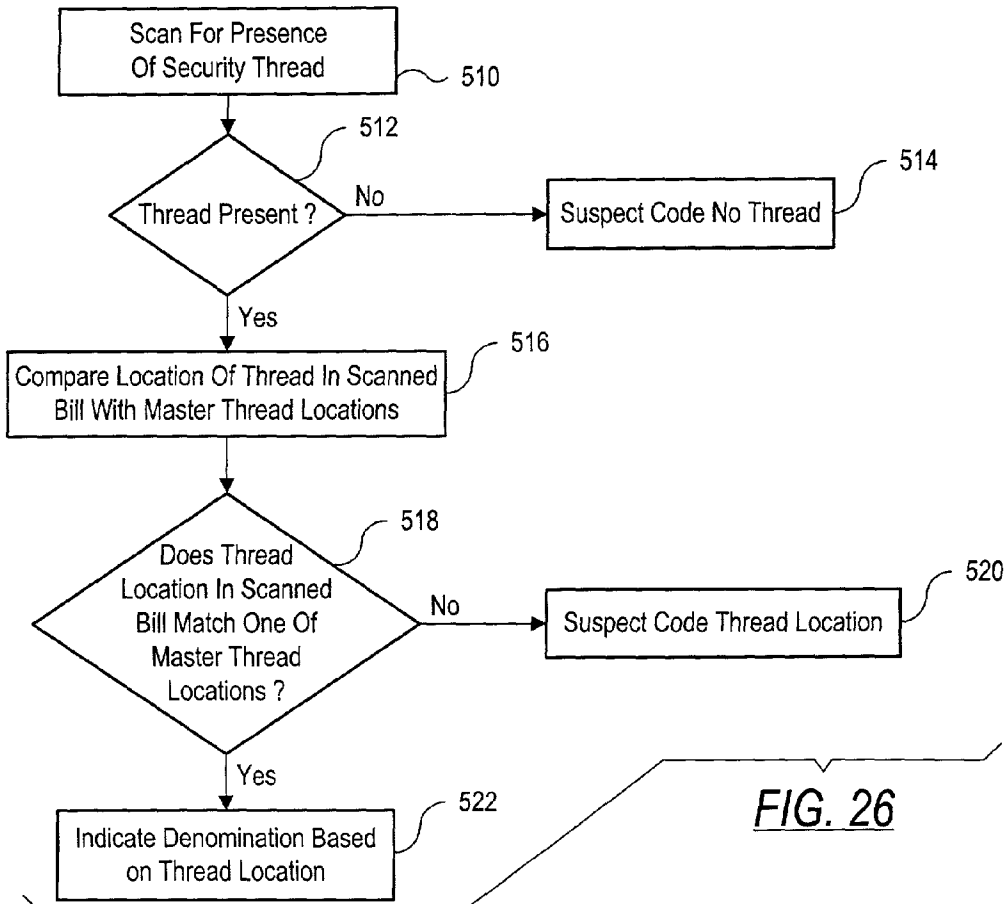 Scan For Presence
Of Security Thread
510
512
Thread Present ?
No
514
Suspect Code No Thread
Yes
516
Compare Location Of Thread In Scanned
Bill With Master Thread Locations
518
Does Thread
Location In Scanned
Bill Match One Of
Master Thread
Locations ?
No
520
Suspect Code Thread Location
Yes
522
Indicate Denomination Based
on Thread Location
FIG. 26